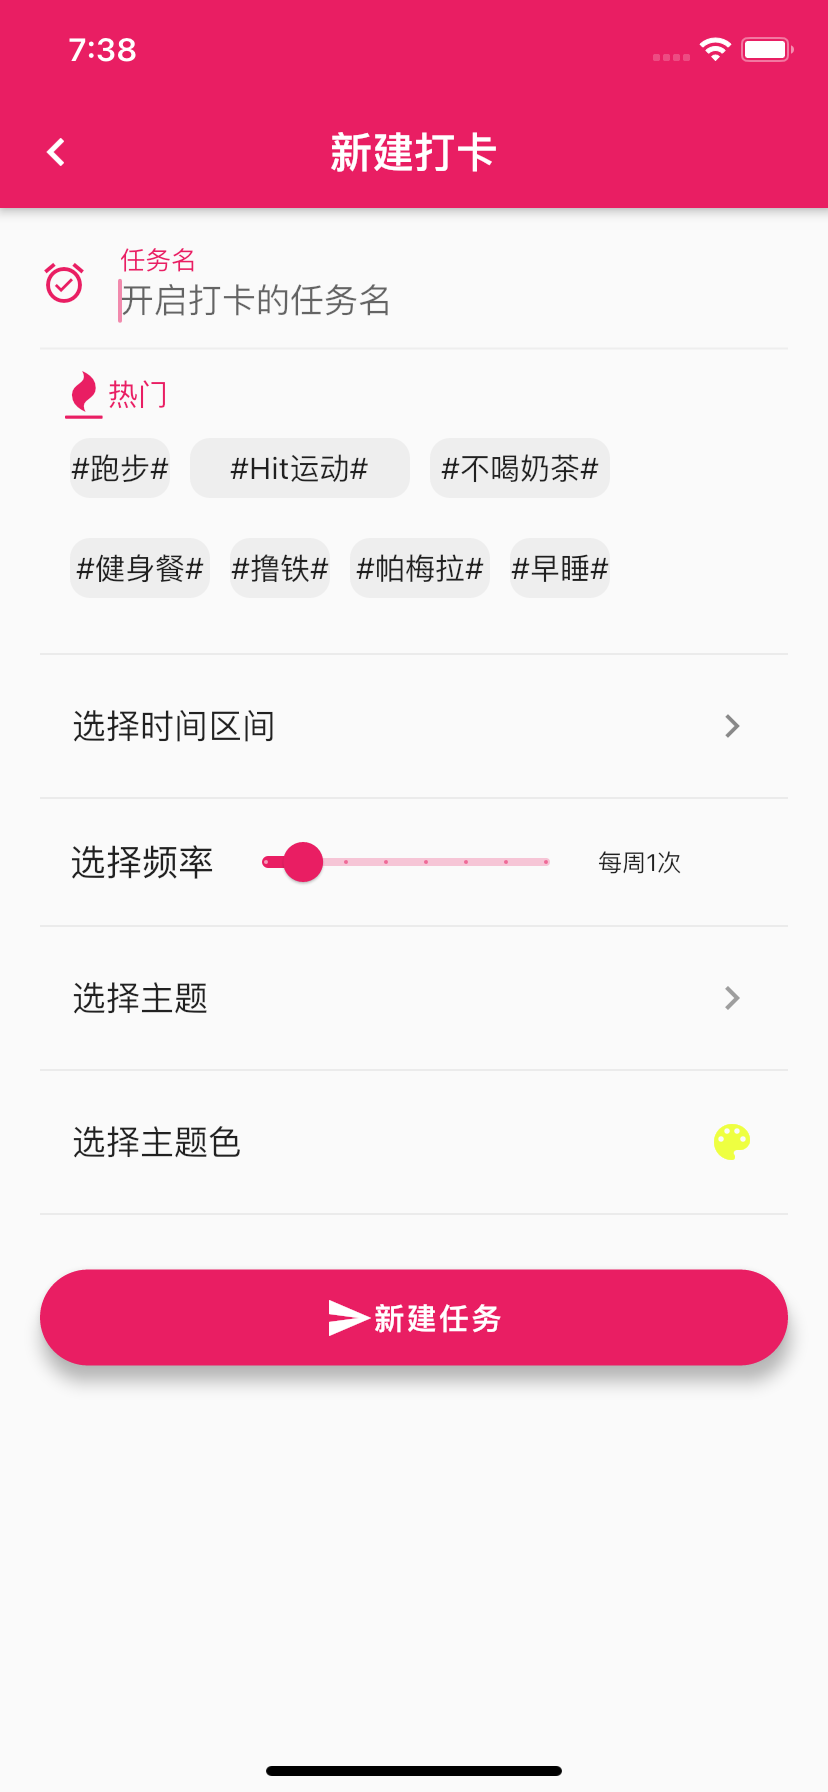 7:38
新建打卡
任务名
开启打卡的任务名
热门
#跑步# #Hit运动# #不喝奶茶#
#健身餐# #撸铁# #帕梅拉# #早睡#
选择时间区间
选择频率 每周1次
选择主题
选择主题色
新建任务